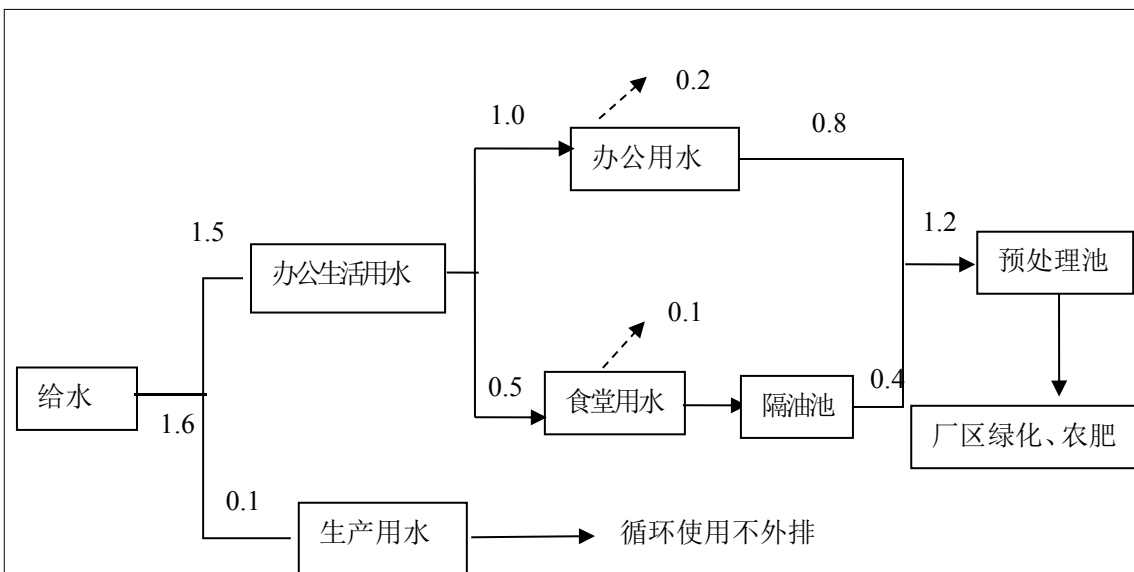 0.2
1.0
0.8
办公用水
1.5
1.2
办公生活用水
预处理池
0.1
给水
0.5
食堂用水
隔油池
0.4
1.6
厂区绿化、农肥
0.1
生产用水
循环使用不外排